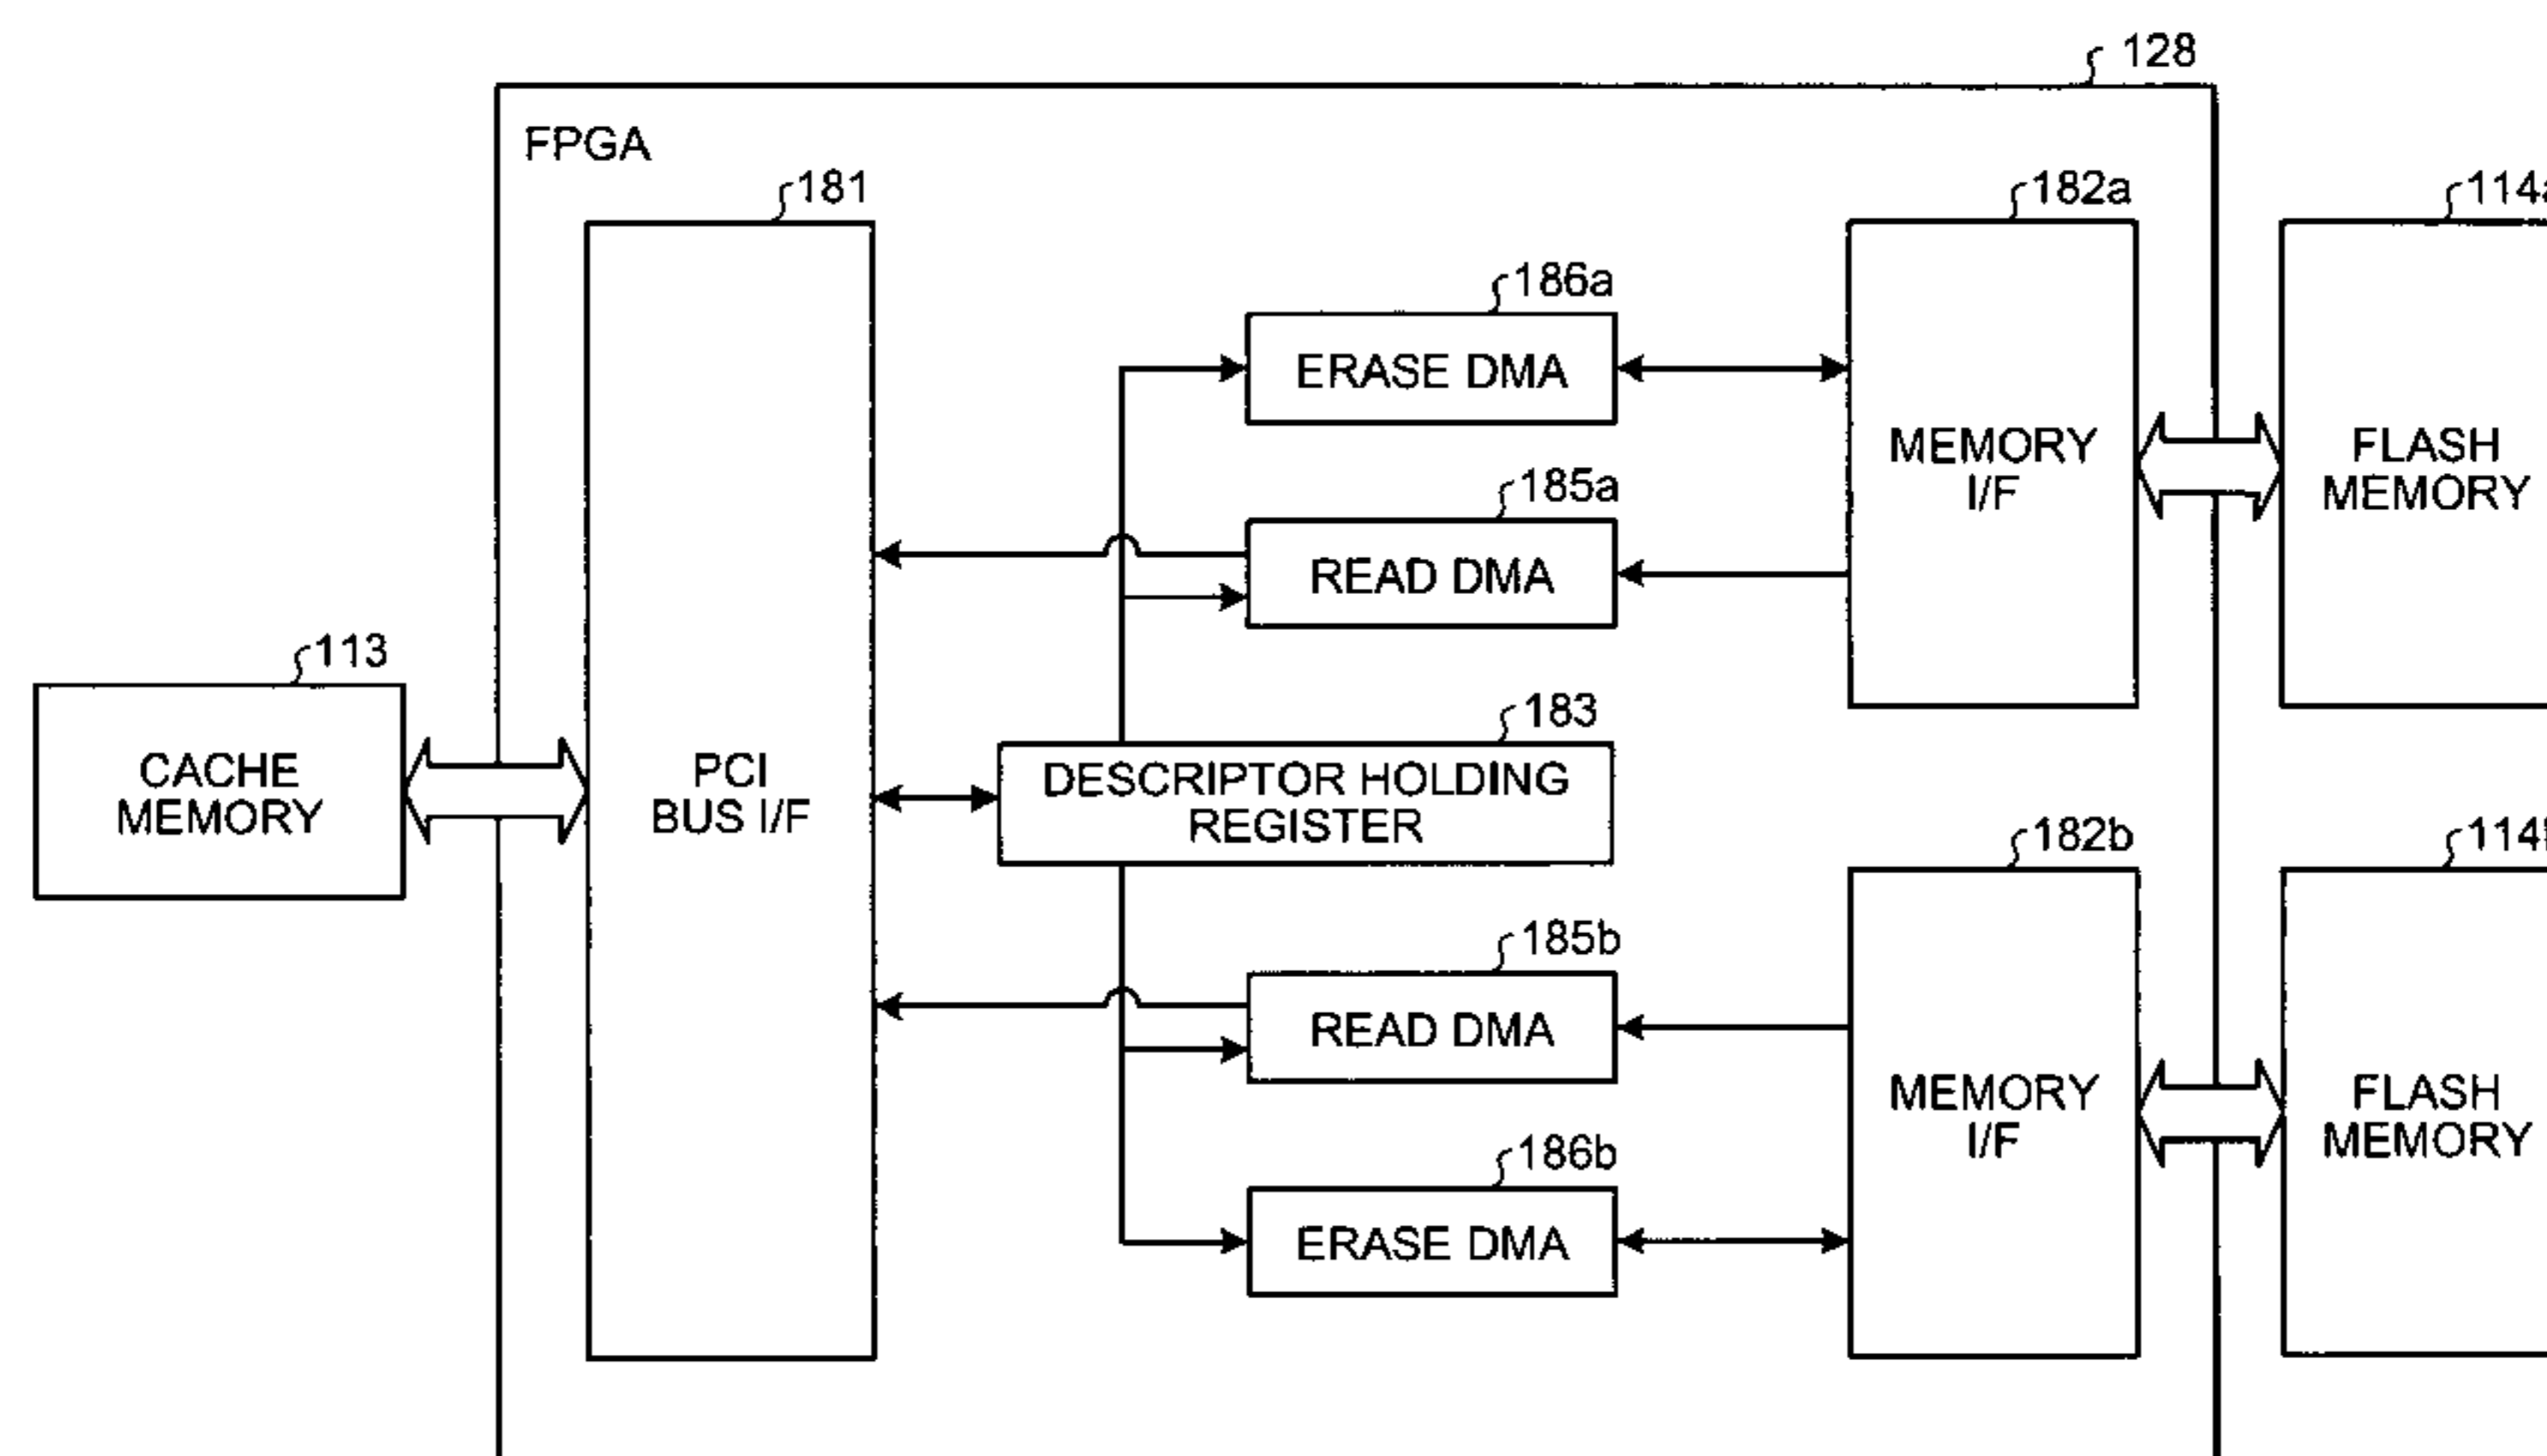 128
FPGA
181
182a
114a
186a
ERASE DMA
MEMORY
I/F
FLASH
MEMORY
185a
READ DMA
113
CACHE
MEMORY
PCI
BUS I/F
183
DESCRIPTOR HOLDING
REGISTER
182b
114b
185b
READ DMA
MEMORY
I/F
FLASH
MEMORY
186b
ERASE DMA